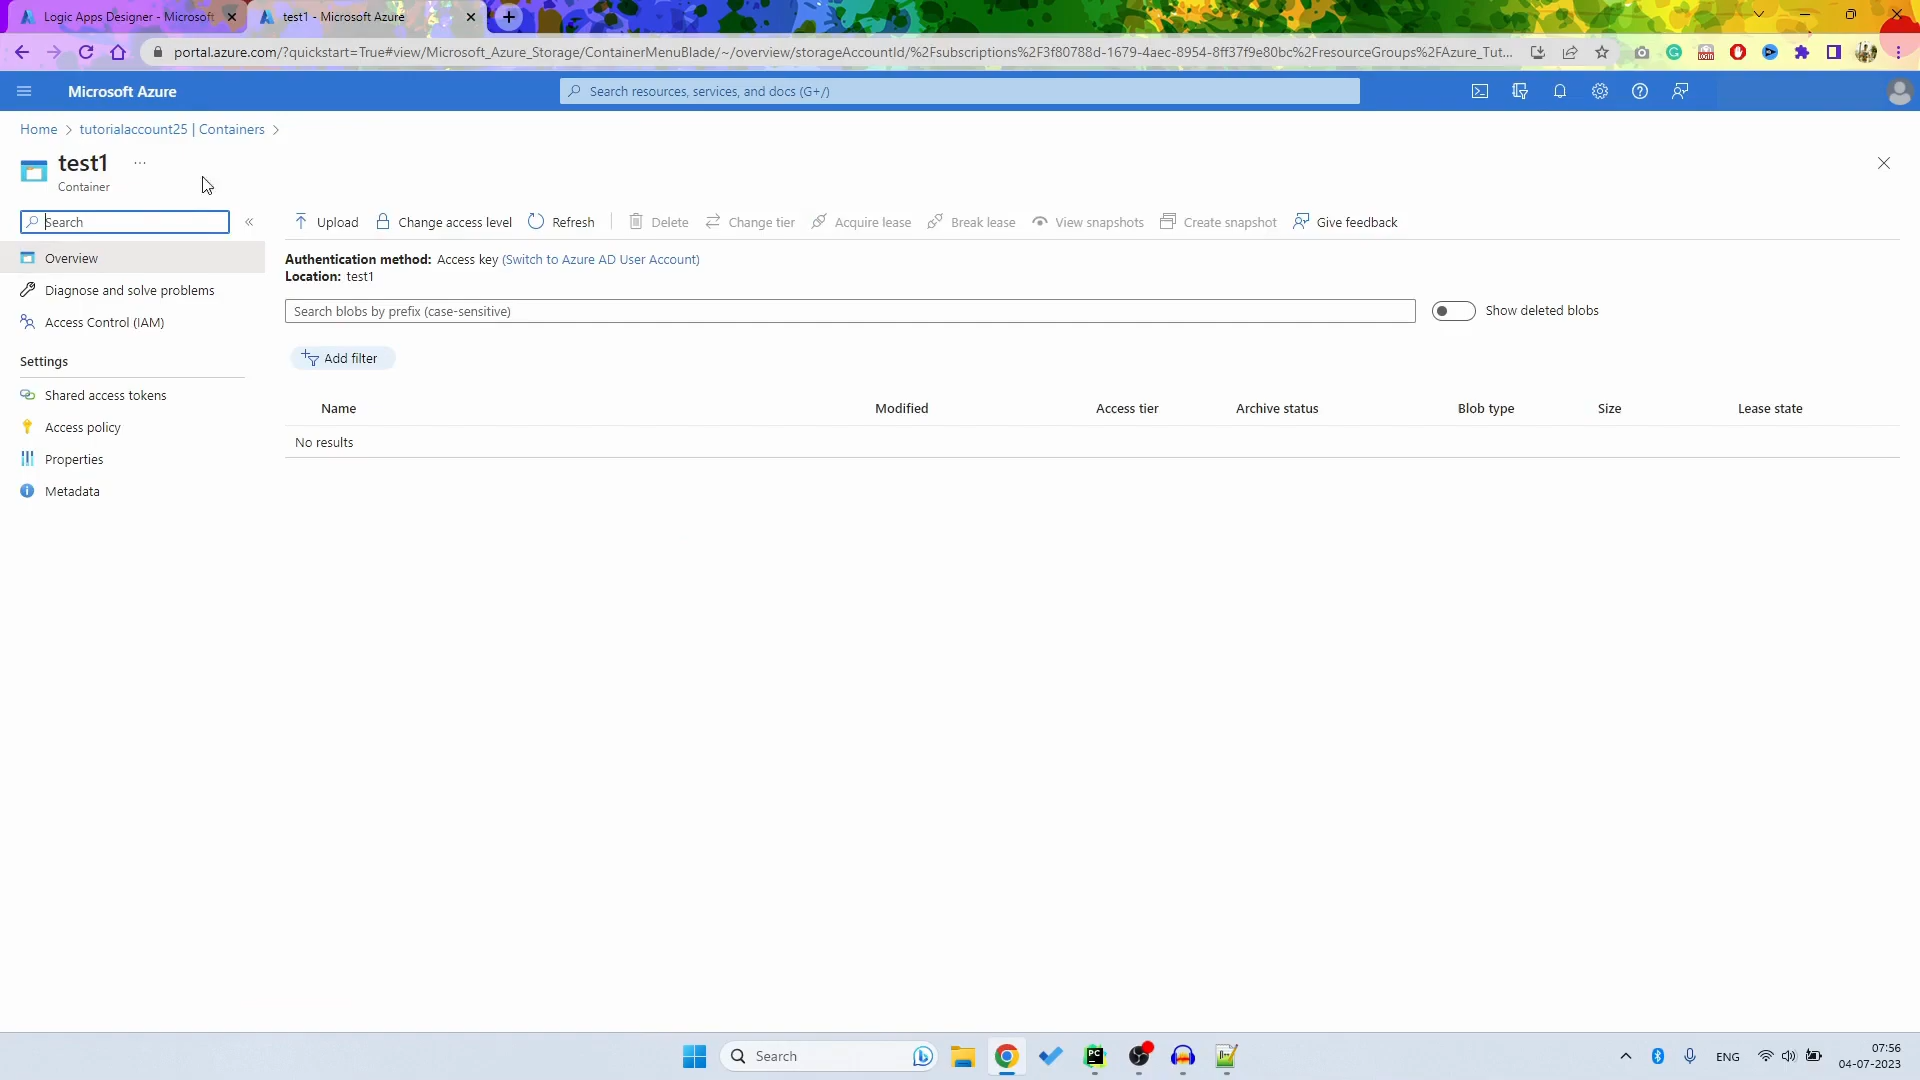 Logic Apps Designer - Microsoft
test1 - Microsoft Azure
portal.azure.com/?quickstart=True#view/Microsoft_Azure_Storage/ContainerMenuBlade/~/overview/storageAccountId/%2Fsubscriptions%2F3f80788d-1679-4aec-8954-8ff37f9e80bc%2FresourceGroups%2FAzure_Tut...
Microsoft Azure
Search resources, services, and docs (G+/)
Home > tutorialaccount25 | Containers >
test1 ...
Container
Search
«
Upload Change access level Refresh Delete Change tier Acquire lease Break lease View snapshots Create snapshot Give feedback
Overview
Diagnose and solve problems
Access Control (IAM)
Settings
Shared access tokens
Access policy
Properties
Metadata
Authentication method: Access key (Switch to Azure AD User Account)
Location: test1
Search blobs by prefix (case-sensitive)
Show deleted blobs
Add filter
Name Modified Access tier Archive status Blob type Size Lease state
No results
Search
PC
ENG
07:56
04-07-2023